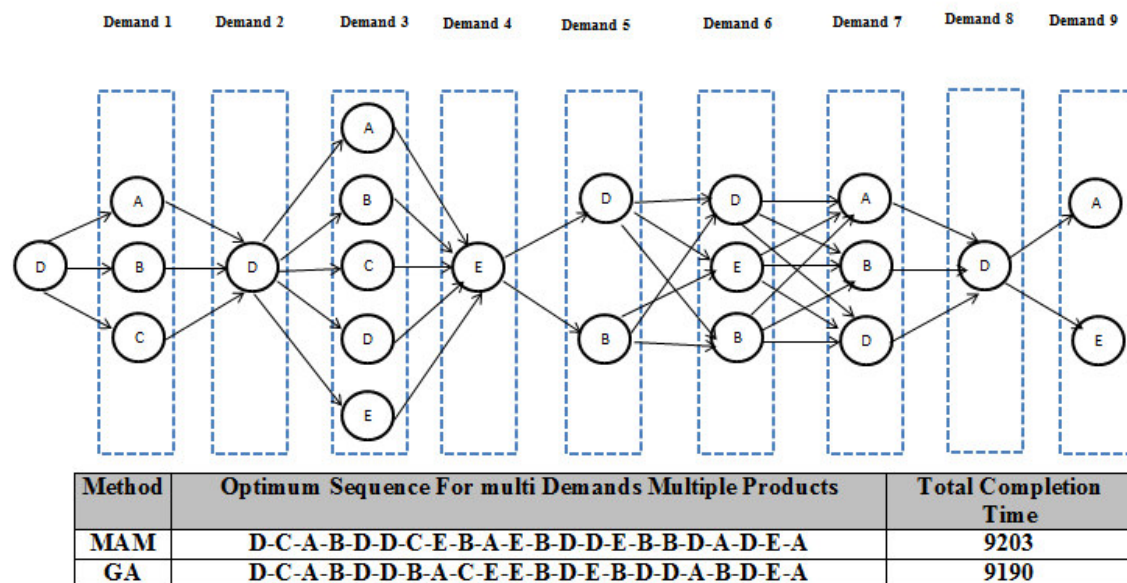 Demand 1 Demand 2 Demand 3 Demand 4 Demand 5 Demand 6 Demand 7 Demand 8 Demand 9
A
A D D A A
B
D B D C E E B D
C D B B D E
E
Method Optimum Sequence For multi Demands Multiple Products Total Completion Time
MAM D-C-A-B-D-D-C-E-B-A-E-B-D-D-E-B-B-D-A-D-E-A 9203
GA D-C-A-B-D-D-B-A-C-E-E-B-D-E-B-D-D-A-B-D-E-A 9190